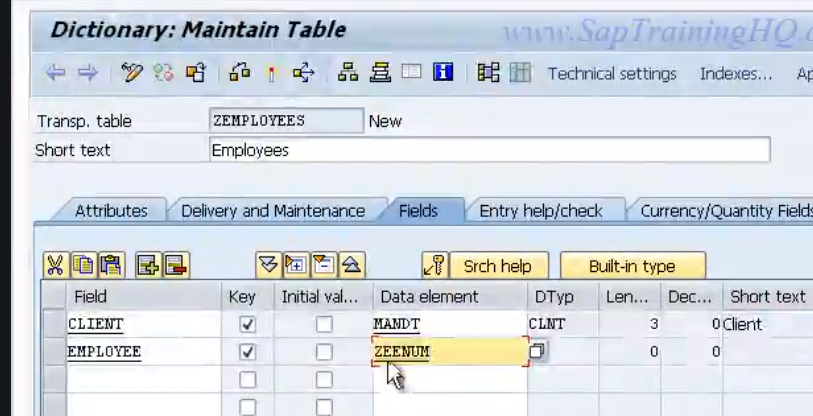 Dictionary: Maintain Table
www.SapTrainingHQ.c
Technical settings Indexes... Ap
Transp. table ZEMPLOYEES New
Short text Employees
Attributes Delivery and Maintenance Fields Entry help/check Currency/Quantity Fields
Srch help Built-in type
Field Key Initial val... Data element DTyp Len... Dec... Short text
CLIENT MANDT CLNT 3 0 Client
EMPLOYEE ZEENUM 0 0